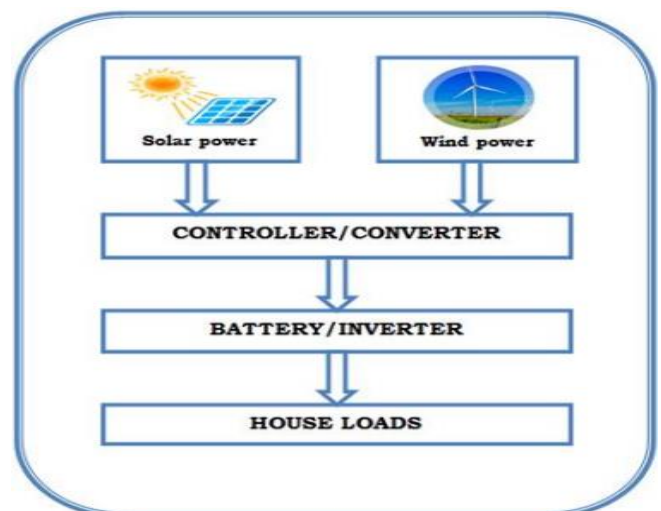 Solar power
Wind power
CONTROLLER/CONVERTER
BATTERY/INVERTER
HOUSE LOADS